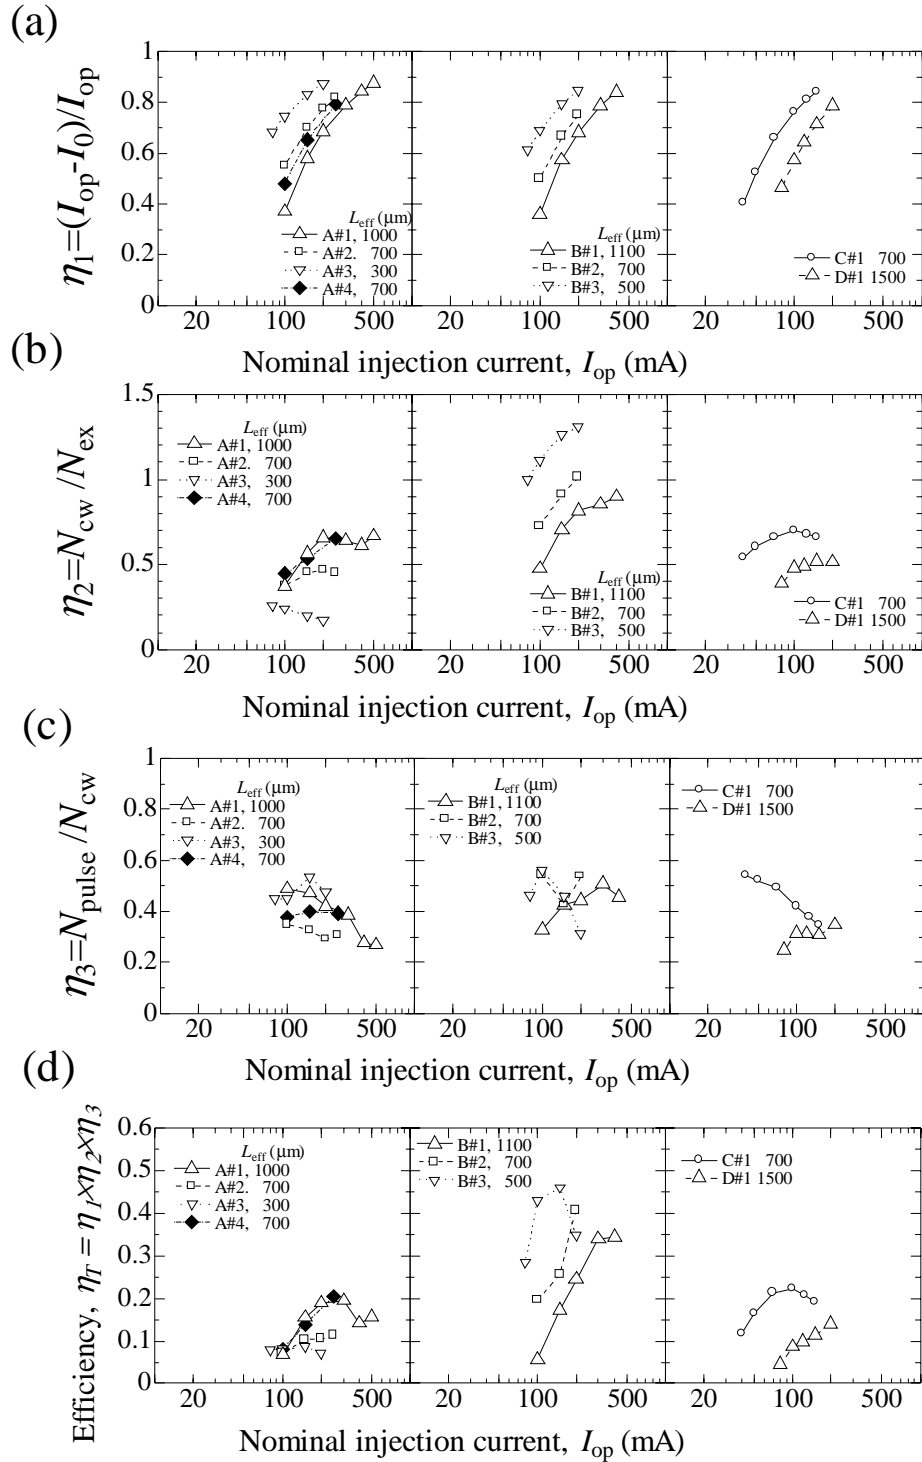 (a)
η1=(Iop-I0)/Iop
1
0.8
0.6
0.4
0.2
0
Leff (μm)
A#1, 1000
A#2. 700
A#3, 300
A#4, 700
Leff (μm)
B#1, 1100
B#2, 700
B#3, 500
C#1 700
D#1 1500
20 100 500 20 100 500 20 100 500
Nominal injection current, Iop (mA)
(b)
η2=Ncw /Nex
1.5
1
0.5
0
Leff (μm)
A#1, 1000
A#2. 700
A#3, 300
A#4, 700
Leff (μm)
B#1, 1100
B#2, 700
B#3, 500
C#1 700
D#1 1500
20 100 500 20 100 500 20 100 500
Nominal injection current, Iop (mA)
(c)
η3=Npulse /Ncw
1
0.8
0.6
0.4
0.2
0
Leff (μm)
A#1, 1000
A#2. 700
A#3, 300
A#4, 700
Leff (μm)
B#1, 1100
B#2, 700
B#3, 500
C#1 700
D#1 1500
20 100 500 20 100 500 20 100 500
Nominal injection current, Iop (mA)
(d)
Efficiency, ηT = η1×η2×η3
0.6
0.5
0.4
0.3
0.2
0.1
0
Leff (μm)
A#1, 1000
A#2. 700
A#3, 300
A#4, 700
B#1, 1100
B#2, 700
B#3, 500
C#1 700
D#1 1500
20 100 500 20 100 500 20 100 500
Nominal injection current, Iop (mA)